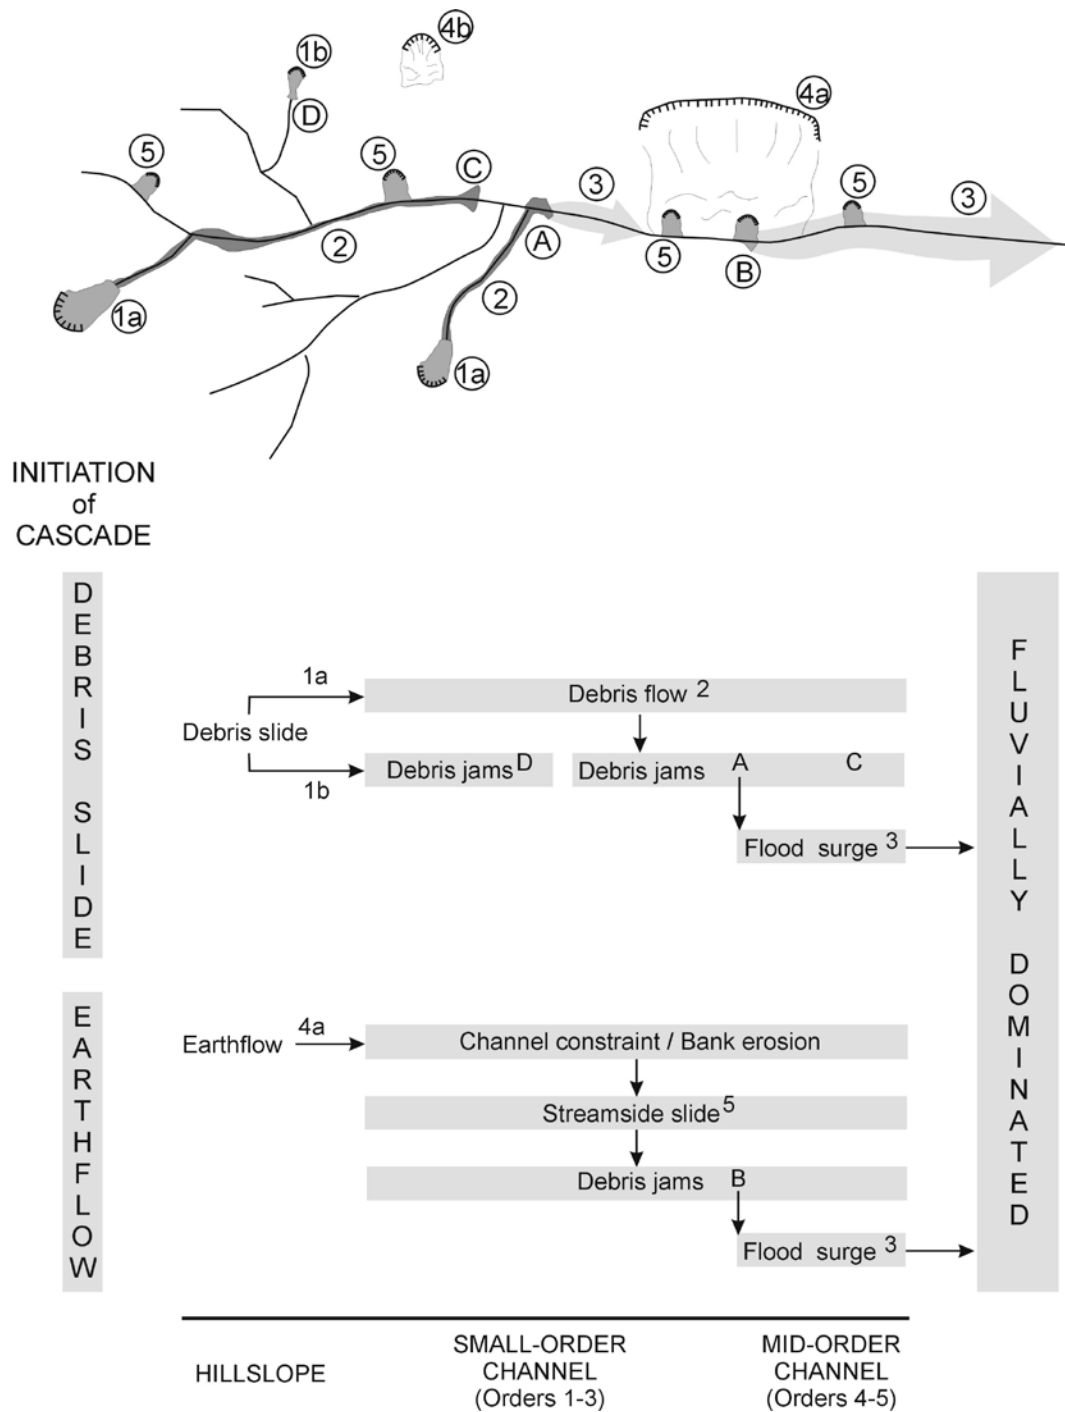 1b
4b
4a
D
5
5
C
3
5
3
2
A
5
B
2
1a
1a
INITIATION
of
CASCADE
DEBRIS SLIDE
1a
Debris flow 2
Debris slide
Debris jams D
Debris jams A C
1b
Flood surge 3
FLUVIALLY DOMINATED
EARTHFLOW
Earthflow
4a
Channel constraint / Bank erosion
Streamside slide 5
Debris jams B
Flood surge 3
HILLSLOPE
SMALL-ORDER
CHANNEL
(Orders 1-3)
MID-ORDER
CHANNEL
(Orders 4-5)